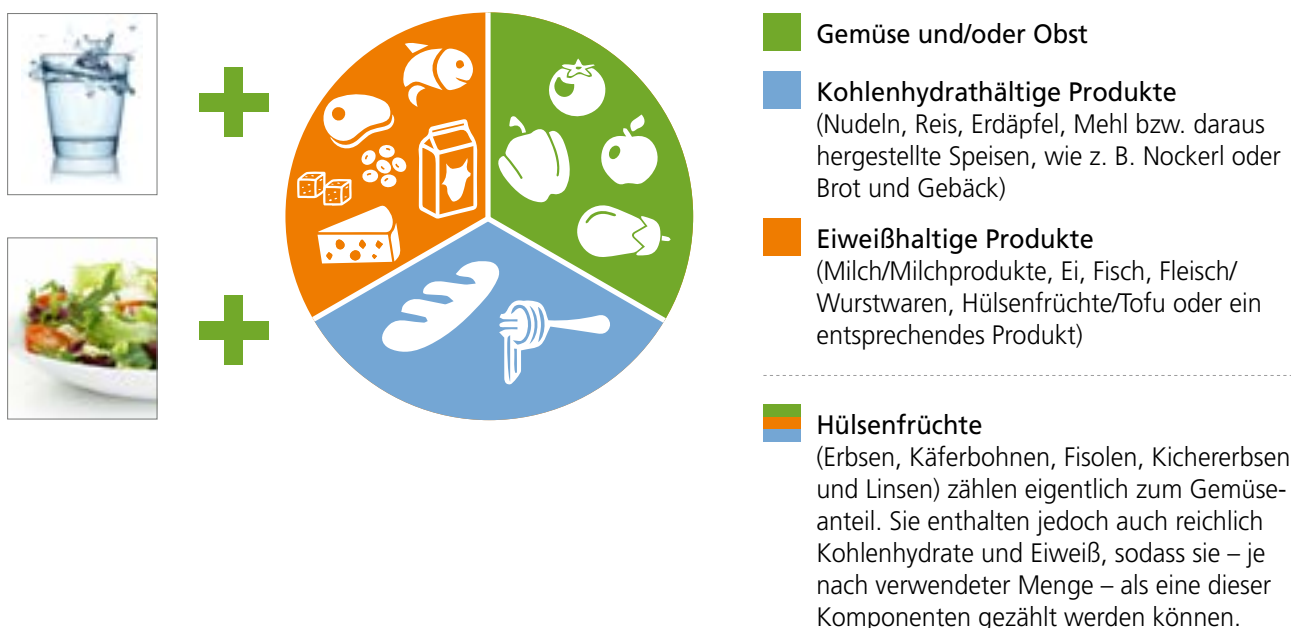 Gemüse und/oder Obst
Kohlenhydrathältige Produkte
(Nudeln, Reis, Erdäpfel, Mehl bzw. daraus
hergestellte Speisen, wie z. B. Nockerl oder
Brot und Gebäck)
Eiweißhaltige Produkte
(Milch/Milchprodukte, Ei, Fisch, Fleisch/
Wurstwaren, Hülsenfrüchte/Tofu oder ein
entsprechendes Produkt)
Hülsenfrüchte
(Erbsen, Käferbohnen, Fisolen, Kichererbsen
und Linsen) zählen eigentlich zum Gemüse-
anteil. Sie enthalten jedoch auch reichlich
Kohlenhydrate und Eiweiß, sodass sie – je
nach verwendeter Menge – als eine dieser
Komponenten gezählt werden können.